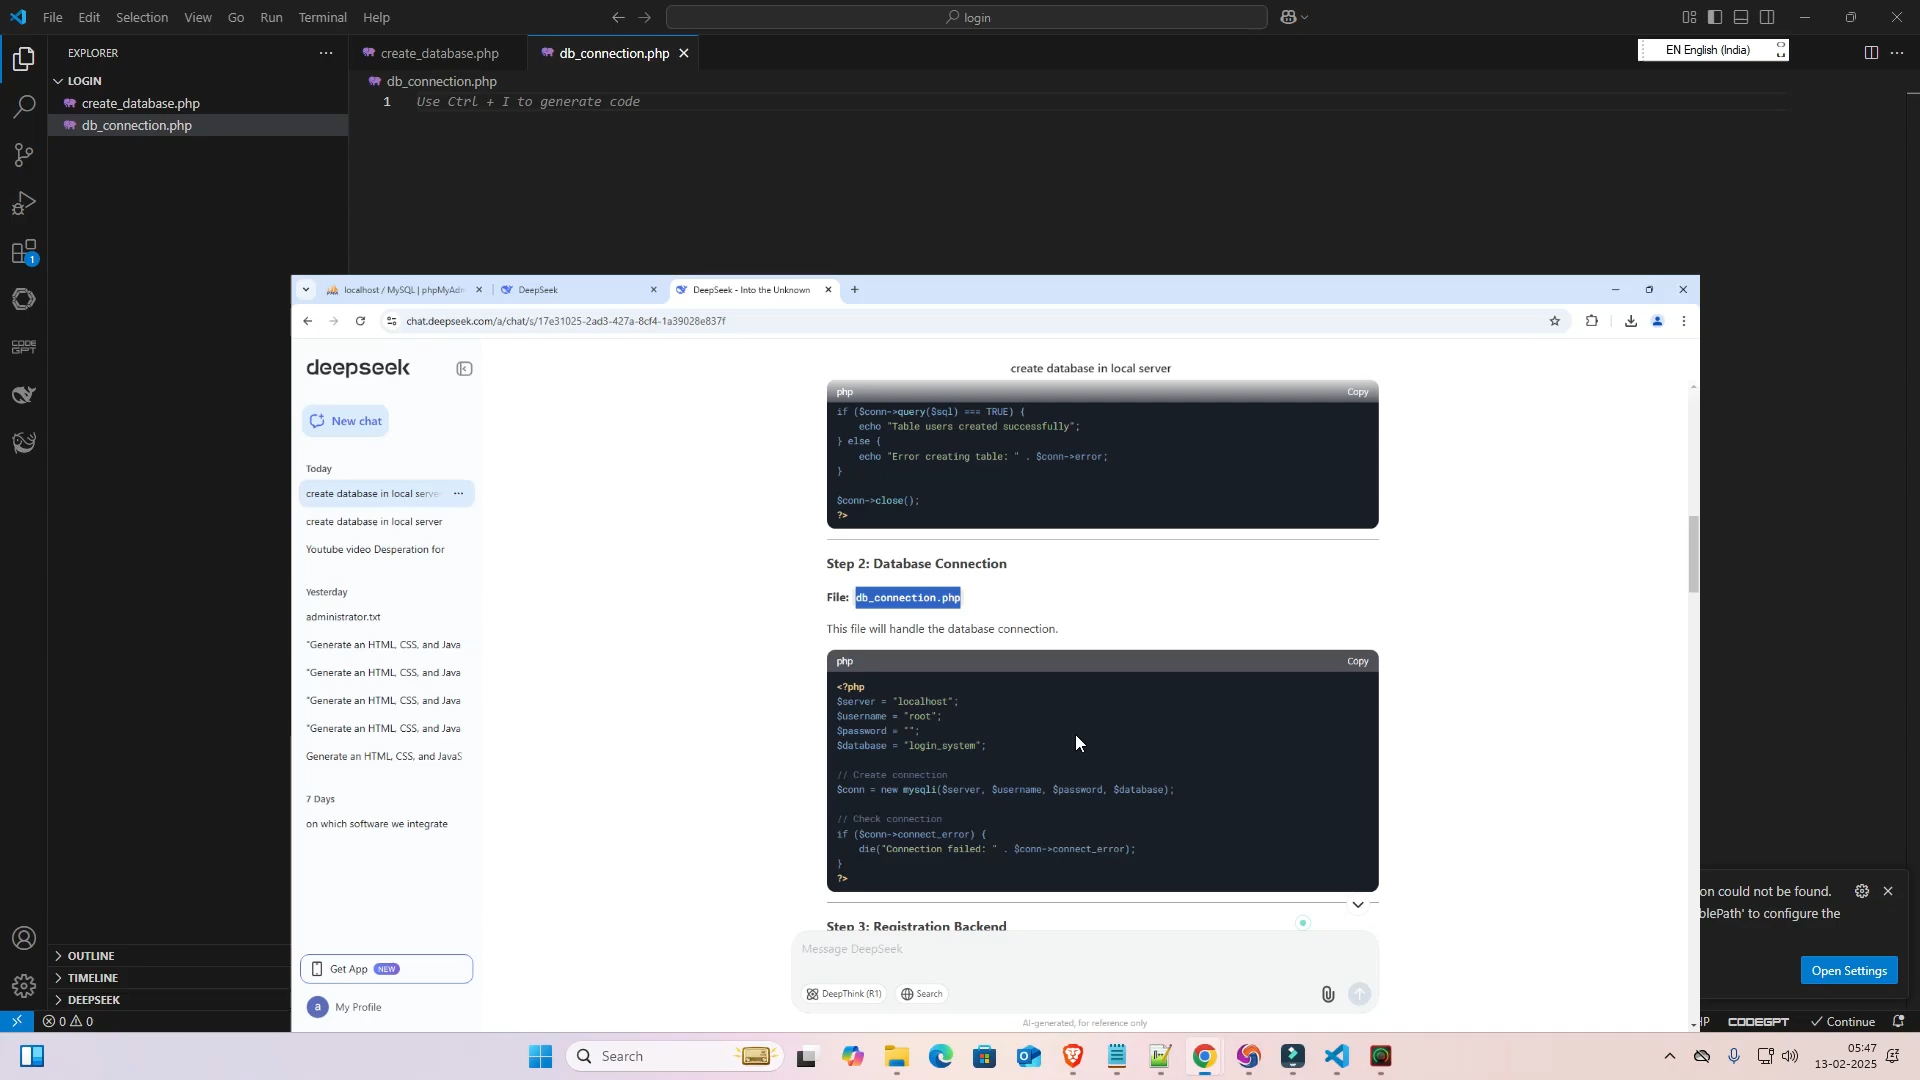 File Edit Selection View Go Run Terminal Help
login
EXPLORER
create_database.php
db_connection.php
EN English (India)
LOGIN
db_connection.php
create_database.php
1 Use Ctrl + I to generate code
db_connection.php
1
CODE
GPT
localhost / MySQL | phpMyAdm
DeepSeek
DeepSeek - Into the Unknown
chat.deepseek.com/a/chat/s/17e31025-2ad3-427a-8cf4-1a39028e837f
deepseek
New chat
Today
create database in local serve
create database in local server
Youtube video Desperation for
Yesterday
administrator.txt
"Generate an HTML, CSS, and Java
"Generate an HTML, CSS, and Java
"Generate an HTML, CSS, and Java
"Generate an HTML, CSS, and Java
Generate an HTML, CSS, and JavaS
7 Days
on which software we integrate
Get App NEW
a My Profile
create database in local server
php Copy
if ($conn->query($sql) === TRUE) {
echo "Table users created successfully";
} else {
echo "Error creating table: " . $conn->error;
}
$conn->close();
?>
Step 2: Database Connection
File: db_connection.php
This file will handle the database connection.
php Copy
<?php
$server = "localhost";
$username = "root";
$password = "";
$database = "login_system";
// Create connection
$conn = new mysqli($server, $username, $password, $database);
// Check connection
if ($conn->connect_error) {
die("Connection failed: " . $conn->connect_error);
}
?>
Step 3: Registration Backend
Message DeepSeek
DeepThink (R1) Search
AI-generated, for reference only
on could not be found.
blePath' to configure the
Open Settings
OUTLINE
TIMELINE
DEEPSEEK
0 0
HP CODEGPT Continue
Search
05:47
13-02-2025